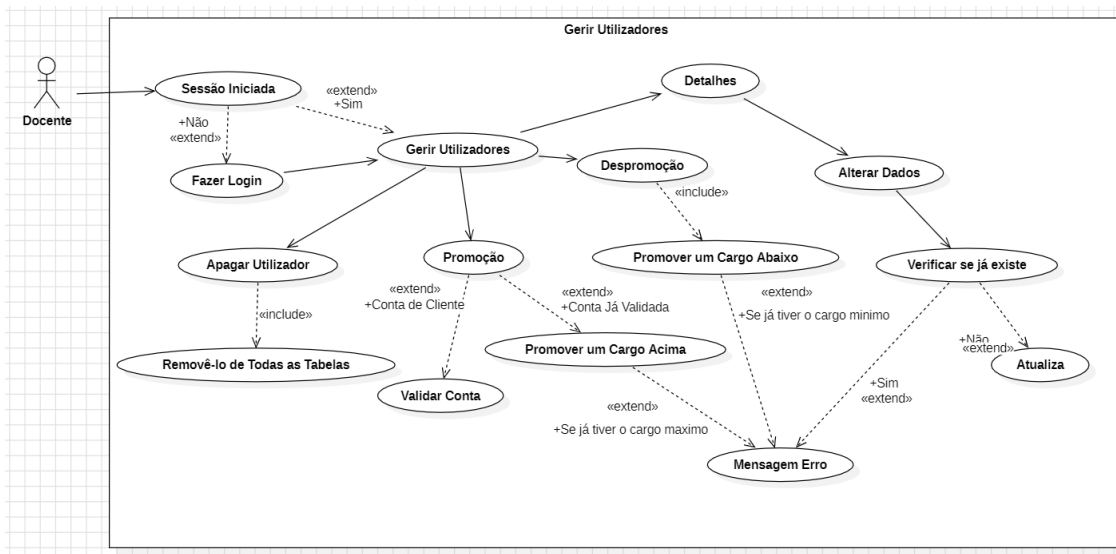 Gerir Utilizadores
Docente
Sessão Iniciada
«extend»
+Sim
+Não
«extend»
Fazer Login
Gerir Utilizadores
Detalhes
Despromoção
Alterar Dados
«include»
Apagar Utilizador
Promoção
Promover um Cargo Abaixo
Verificar se já existe
«include»
«extend»
+Conta de Cliente
«extend»
+Conta Já Validada
«extend»
+Se já tiver o cargo minimo
+Não
«extend»
Removê-lo de Todas as Tabelas
Promover um Cargo Acima
Atualiza
Validar Conta
+Sim
«extend»
«extend»
+Se já tiver o cargo maximo
Mensagem Erro